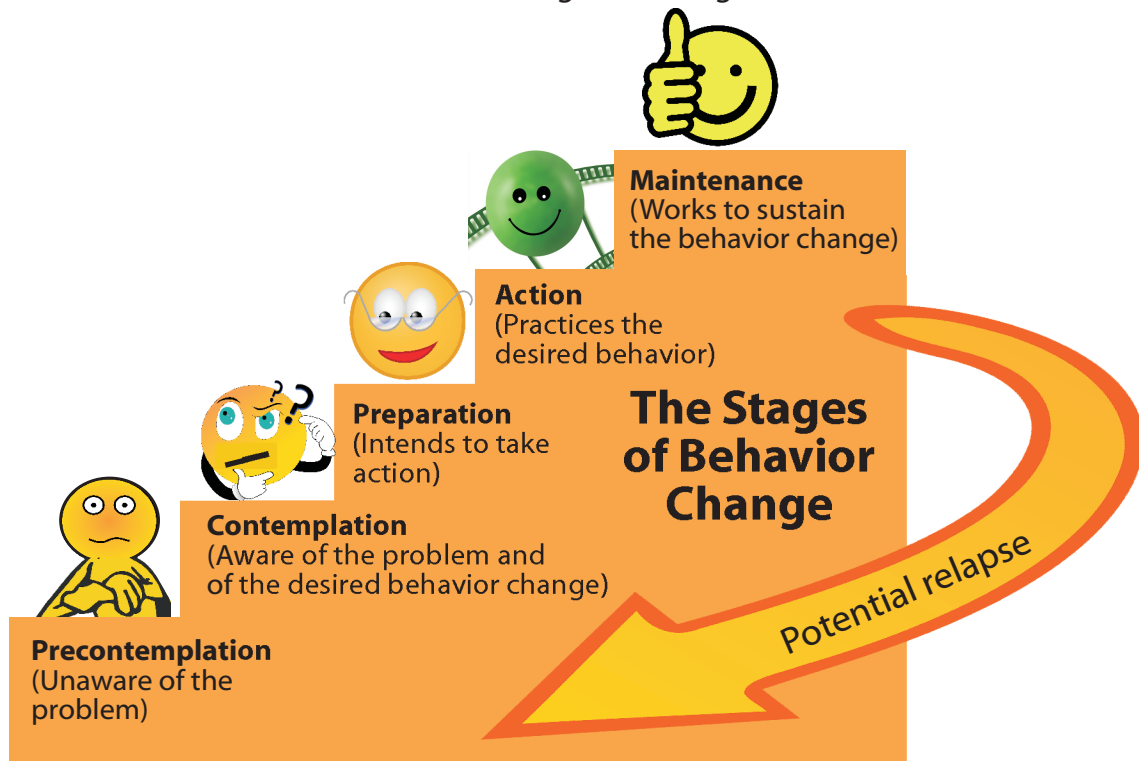 Maintenance
(Works to sustain
the behavior change)
Action
(Practices the
desired behavior)
Preparation
(Intends to take
action)
The Stages
of Behavior
Change
Contemplation
(Aware of the problem and
of the desired behavior change)
Potential relapse
Precontemplation
(Unaware of the
problem)
? ? ?